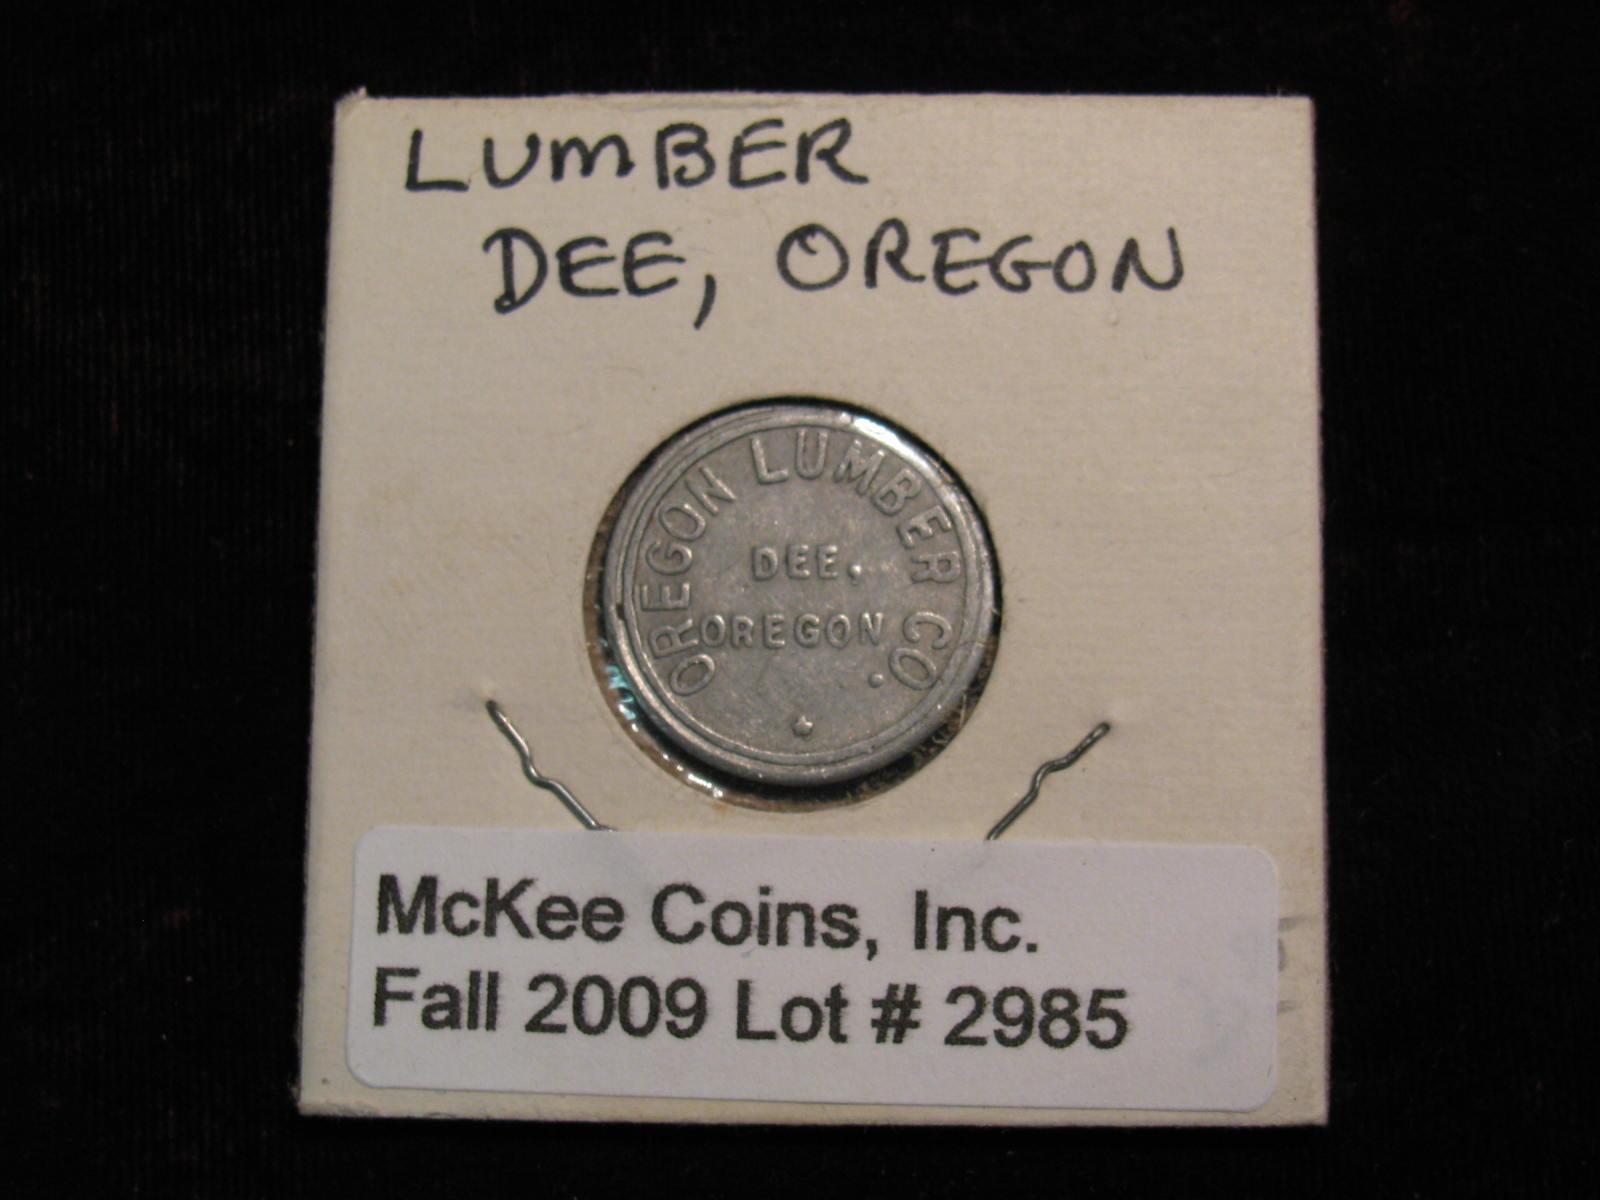 LUMBER
DEE, OREGON
OREGON LUMBER CO.
DEE,
OREGON
McKee Coins, Inc.
Fall 2009 Lot # 2985